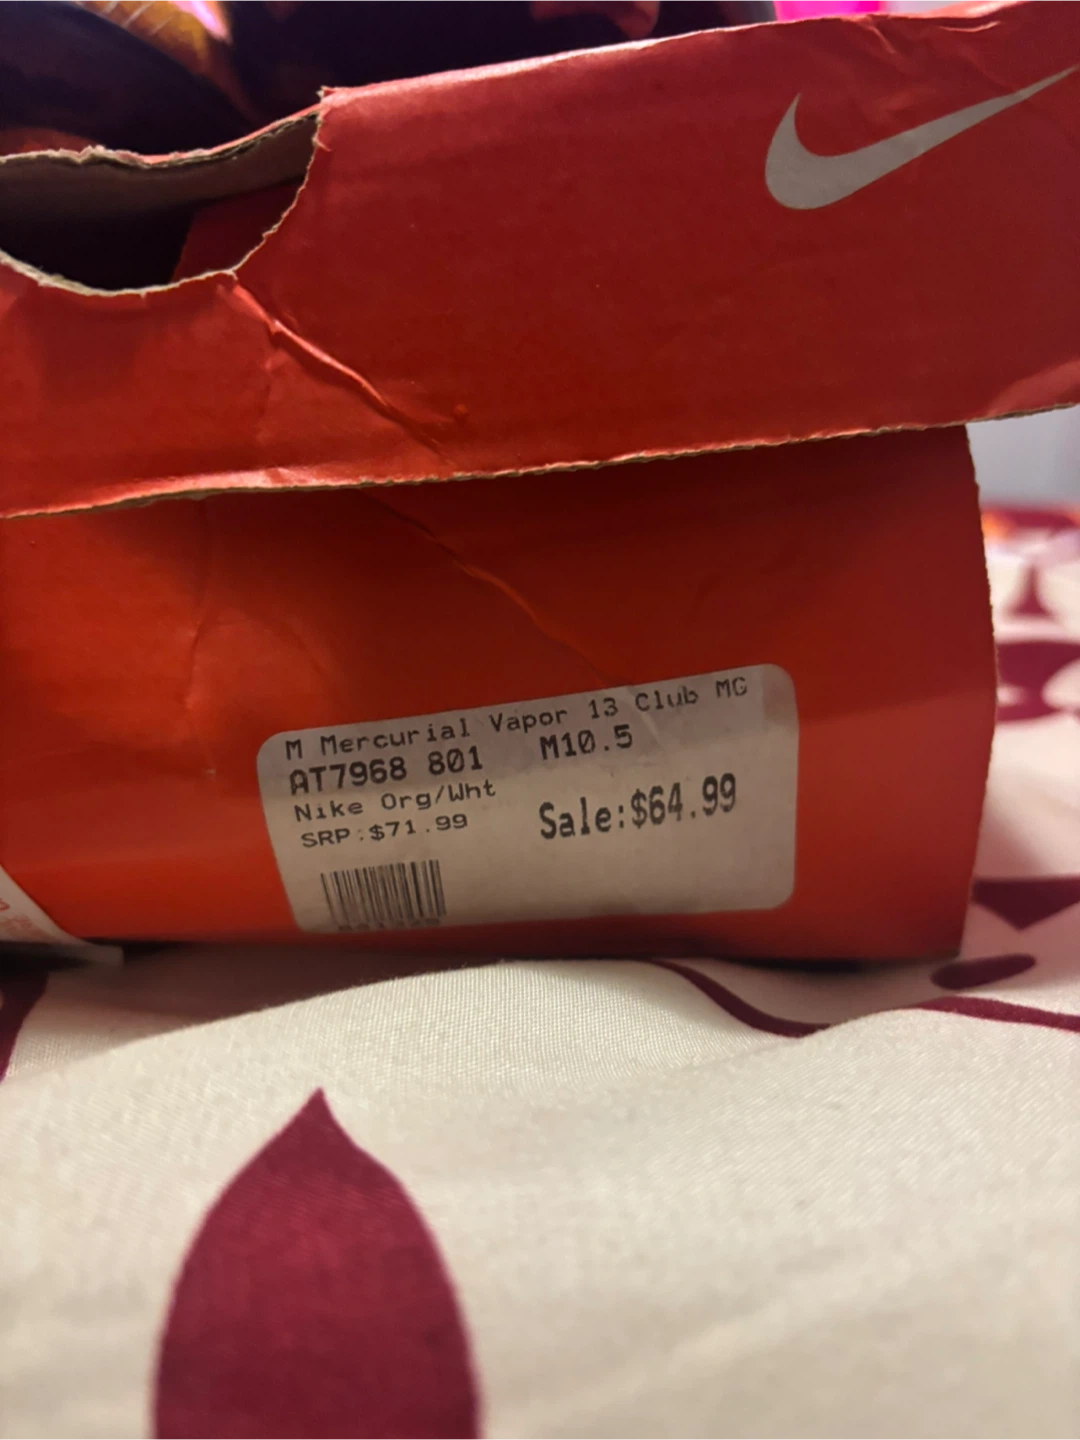 M Mercurial Vapor 13 Club MG
AT7968 801 M10.5
Nike Org/Wht
SRP:$71.99
Sale:$64.99